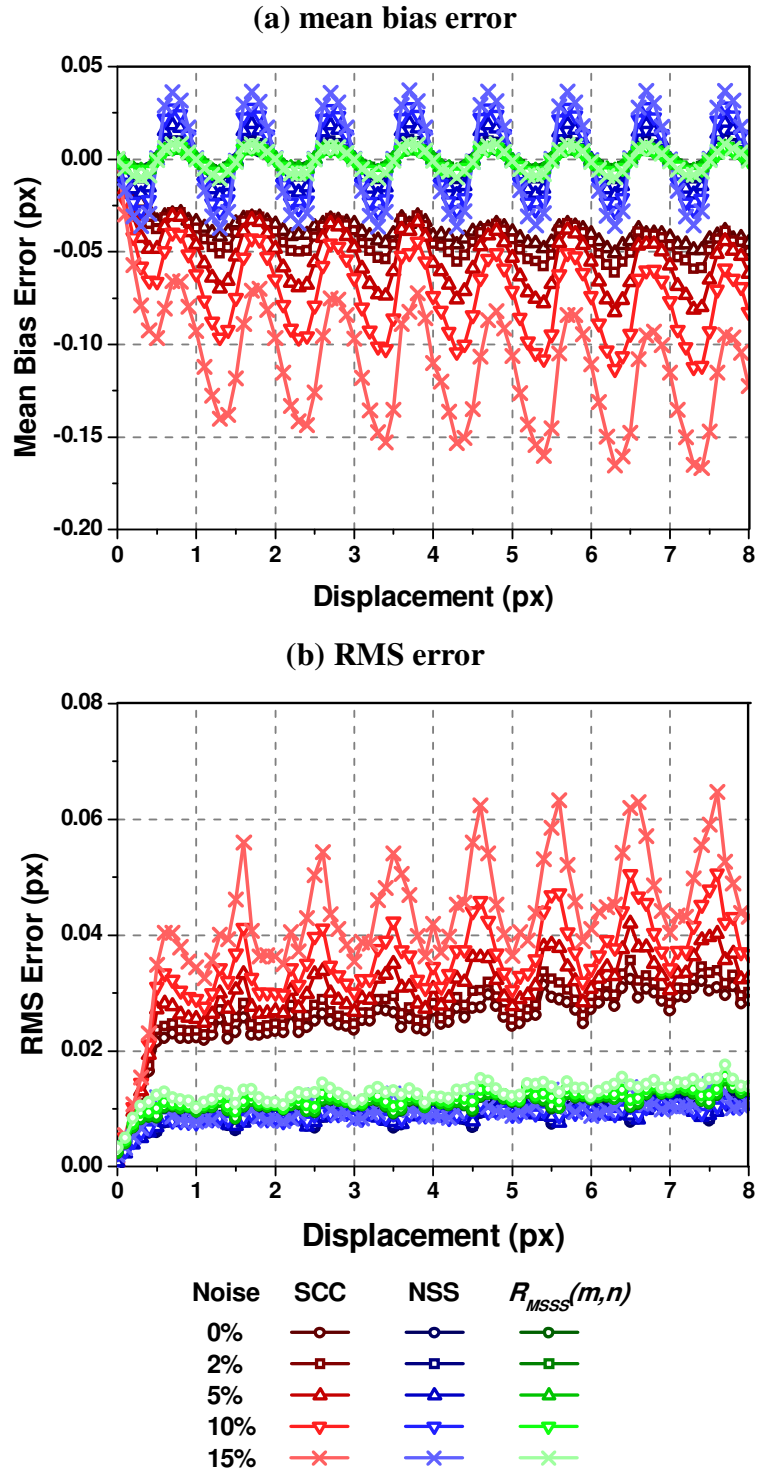 (a) mean bias error
0.05
0.00
-0.05
-0.10
-0.15
-0.20
Mean Bias Error (px)
0 1 2 3 4 5 6 7 8
Displacement (px)
(b) RMS error
0.08
0.06
0.04
0.02
0.00
RMS Error (px)
0 1 2 3 4 5 6 7 8
Displacement (px)
Noise SCC NSS R_MSSS(m,n)
0%
2%
5%
10%
15%